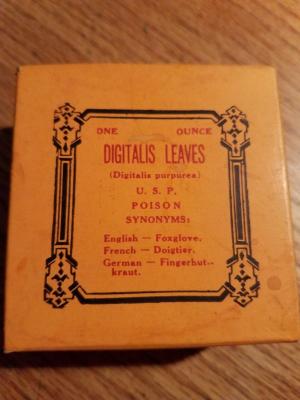 ONE OUNCE
DIGITALIS LEAVES
(Digitalis purpurea)
U. S. P.
POISON
SYNONYMS:
English — Foxglove.
French — Doigtier.
German — Fingerhut-
kraut.